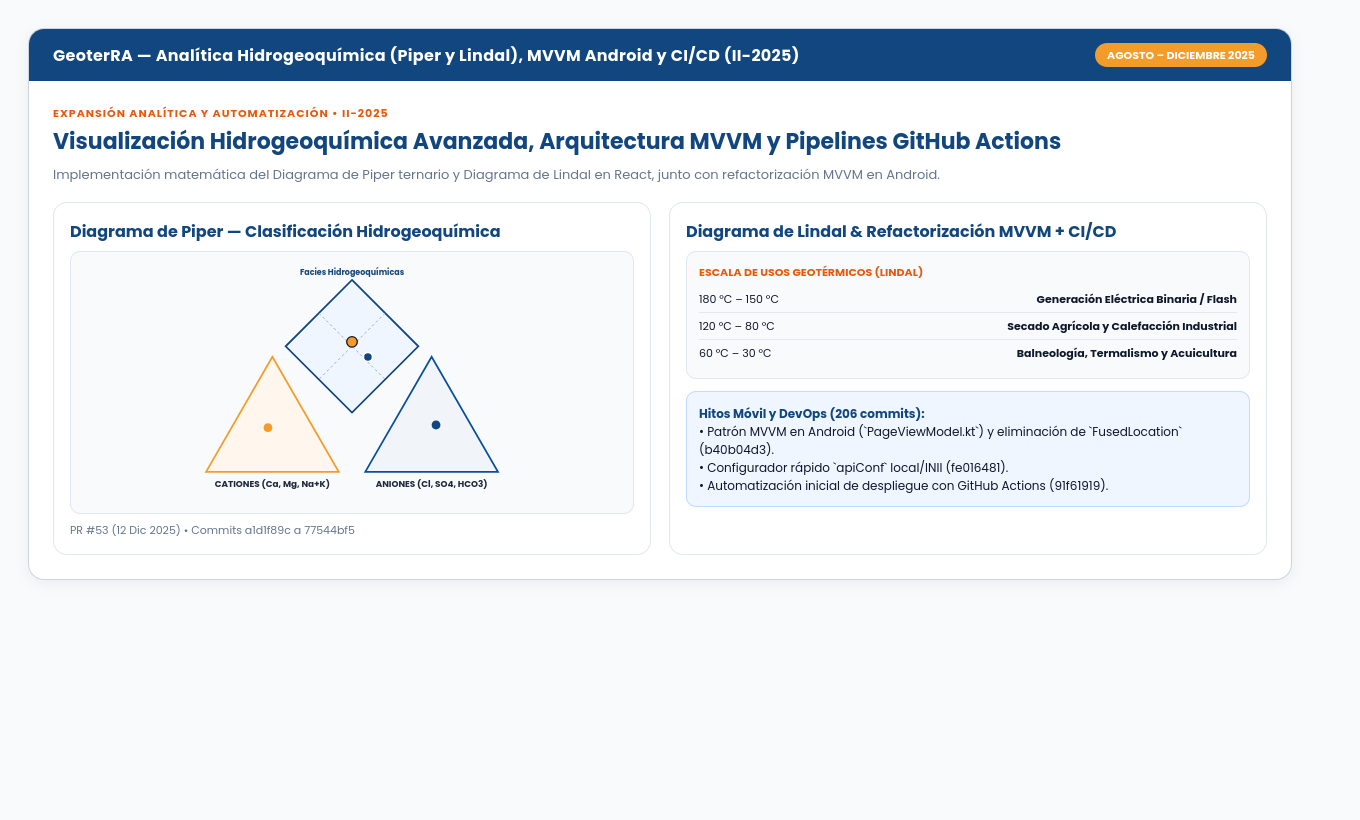 GeoterRA — Analítica Hidrogeoquímica (Piper y Lindal), MVVM Android y CI/CD (II-2025)
AGOSTO – DICIEMBRE 2025
EXPANSIÓN ANALÍTICA Y AUTOMATIZACIÓN • II-2025
Visualización Hidrogeoquímica Avanzada, Arquitectura MVVM y Pipelines GitHub Actions
Implementación matemática del Diagrama de Piper ternario y Diagrama de Lindal en React, junto con refactorización MVVM en Android.
Diagrama de Piper — Clasificación Hidrogeoquímica
Facies Hidrogeoquímicas
CATIONES (Ca, Mg, Na+K)
ANIONES (Cl, SO4, HCO3)
PR #53 (12 Dic 2025) • Commits a1d1f89c a 77544bf5
Diagrama de Lindal & Refactorización MVVM + CI/CD
ESCALA DE USOS GEOTÉRMICOS (LINDAL)
180 °C – 150 °C
Generación Eléctrica Binaria / Flash
120 °C – 80 °C
Secado Agrícola y Calefacción Industrial
60 °C – 30 °C
Balneología, Termalismo y Acuicultura
Hitos Móvil y DevOps (206 commits):
• Patrón MVVM en Android (`PageViewModel.kt`) y eliminación de `FusedLocation`
(b40b04d3).
• Configurador rápido `apiConf` local/INII (fe016481).
• Automatización inicial de despliegue con GitHub Actions (91f61919).